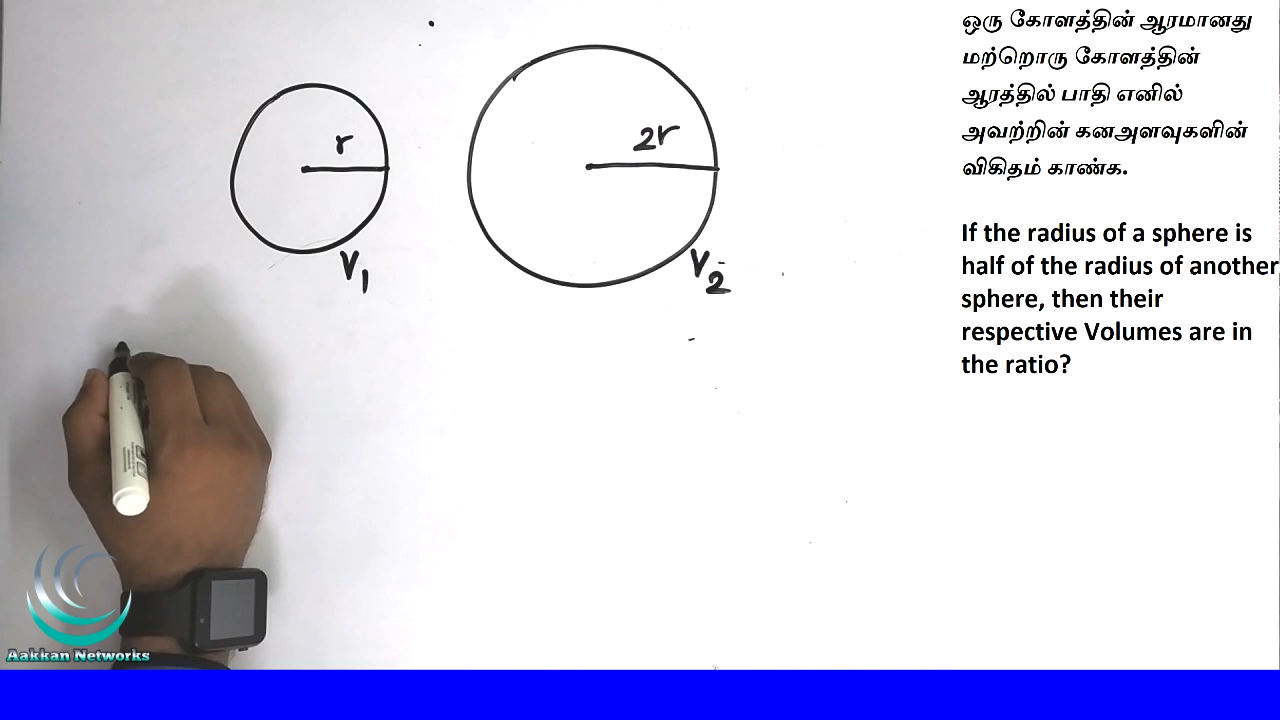 r
2r
V1
V2
ஒரு கோளத்தின் ஆரமானது
மற்றொரு கோளத்தின்
ஆரத்தில் பாதி எனில்
அவற்றின் கனஅளவுகளின்
விகிதம் காண்க.
If the radius of a sphere is
half of the radius of another
sphere, then their
respective Volumes are in
the ratio?
Aakkan Networks